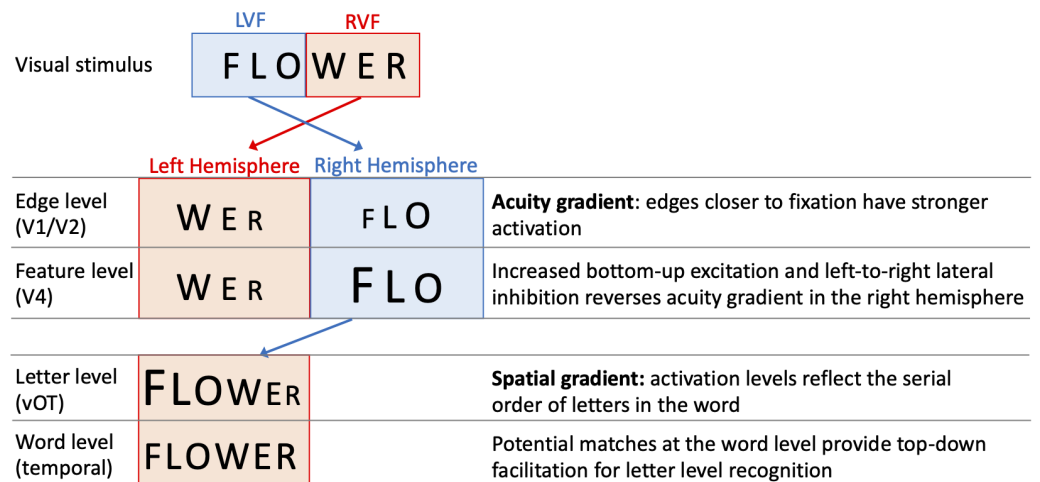 LVF RVF
Visual stimulus FLO WER
Left Hemisphere Right Hemisphere
Edge level
(V1/V2)
W E R
F L O
Acuity gradient: edges closer to fixation have stronger
activation
Feature level
(V4)
W E R
F L O
Increased bottom-up excitation and left-to-right lateral
inhibition reverses acuity gradient in the right hemisphere
Letter level
(vOT)
FLOWER
Spatial gradient: activation levels reflect the serial
order of letters in the word
Word level
(temporal)
FLOWER
Potential matches at the word level provide top-down
facilitation for letter level recognition